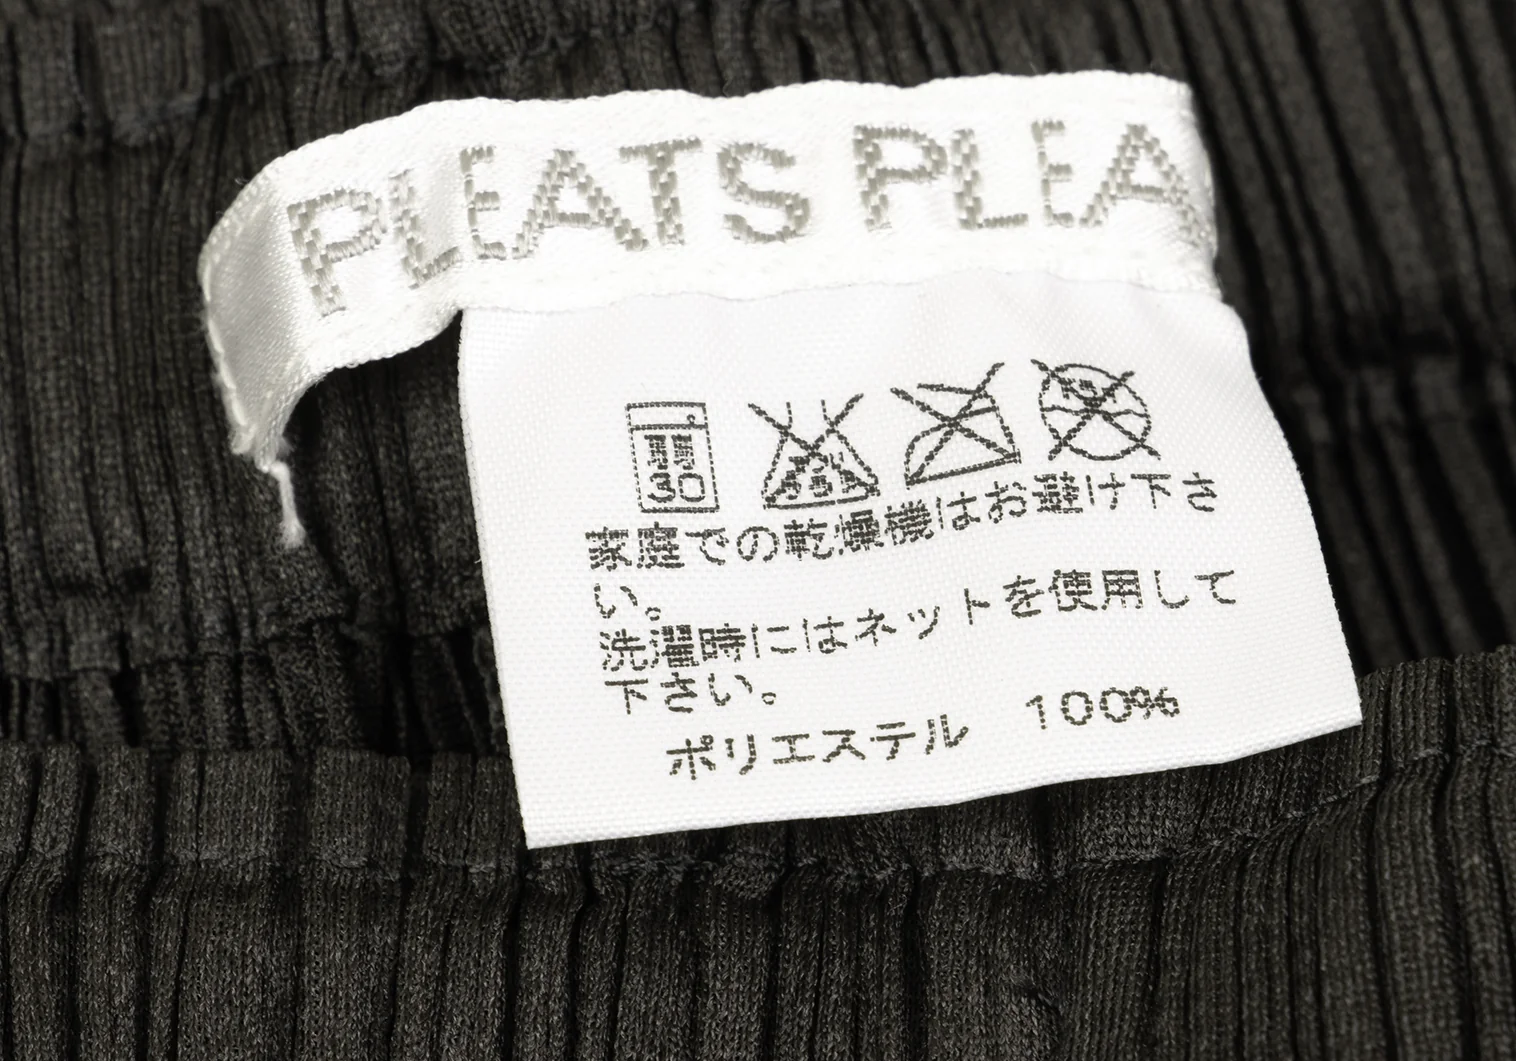 PLEATS PLEA
30
家庭での乾燥機はお避け下さ
い。
洗濯時にはネットを使用して
下さい。
ポリエステル 100%